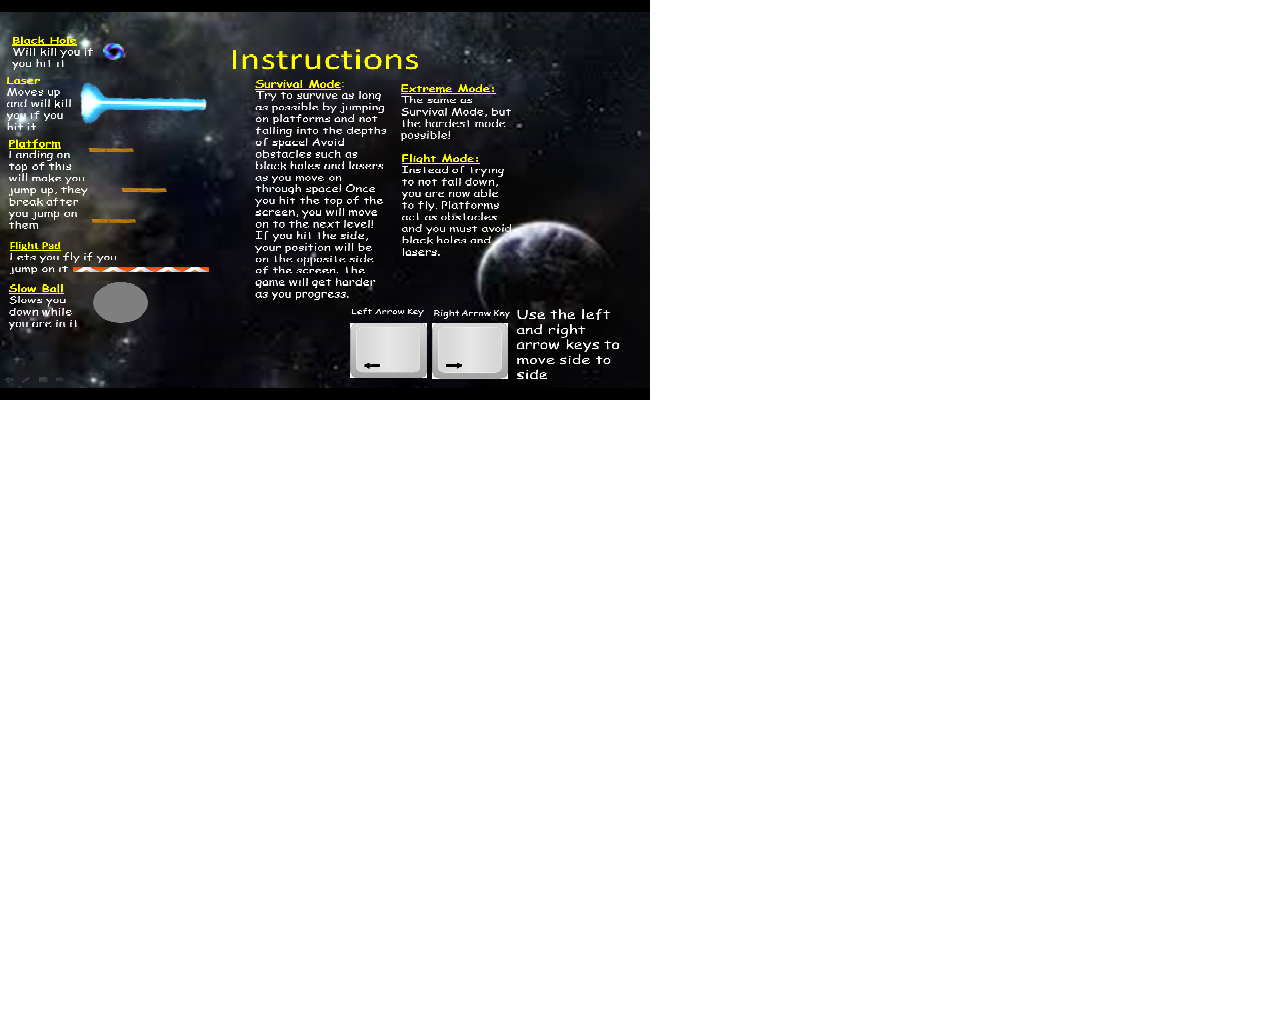 Black Hole
Will kill you if
you hit it
Laser
Moves up
and will kill
you if you
hit it
Platform
Landing on
top of this
will make you
jump up, they
break after
you jump on
them
Flight Pad
Lets you fly if you
jump on it
Slow Ball
Slows you
down while
you are in it
Instructions
Survival Mode:
Try to survive as long
as possible by jumping
on platforms and not
falling into the depths
of space! Avoid
obstacles such as
black holes and lasers
as you move on
through space! Once
you hit the top of the
screen, you will move
on to the next level!
If you hit the side,
your position will be
on the opposite side
of the screen. The
game will get harder
as you progress.
Extreme Mode:
The same as
Survival Mode, but
the hardest mode
possible!
Flight Mode:
Instead of trying
to not fall down,
you are now able
to fly. Platforms
act as obstacles
and you must avoid
black holes and
lasers.
Left Arrow Key
Right Arrow Key
Use the left
and right
arrow keys to
move side to
side